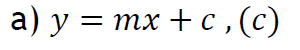 a) y = mx + c , (c)